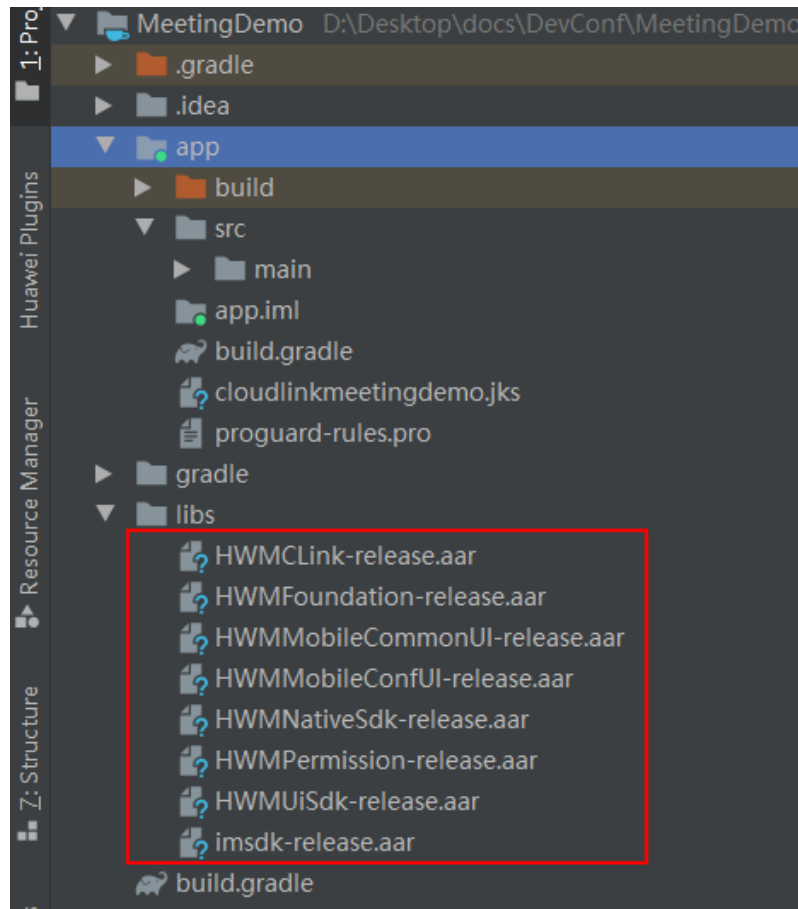 MeetingDemo D:\Desktop\docs\DevConf\MeetingDemo
.gradle
.idea
app
build
src
main
app.iml
build.gradle
cloudlinkmeetingdemo.jks
proguard-rules.pro
gradle
libs
HWMCLink-release.aar
HWMFoundation-release.aar
HWMMobileCommonUI-release.aar
HWMMobileConfUI-release.aar
HWMNativeSdk-release.aar
HWMPermission-release.aar
HWMUiSdk-release.aar
imsdk-release.aar
build.gradle
1: Pro
Huawei Plugins
Resource Manager
7: Structure